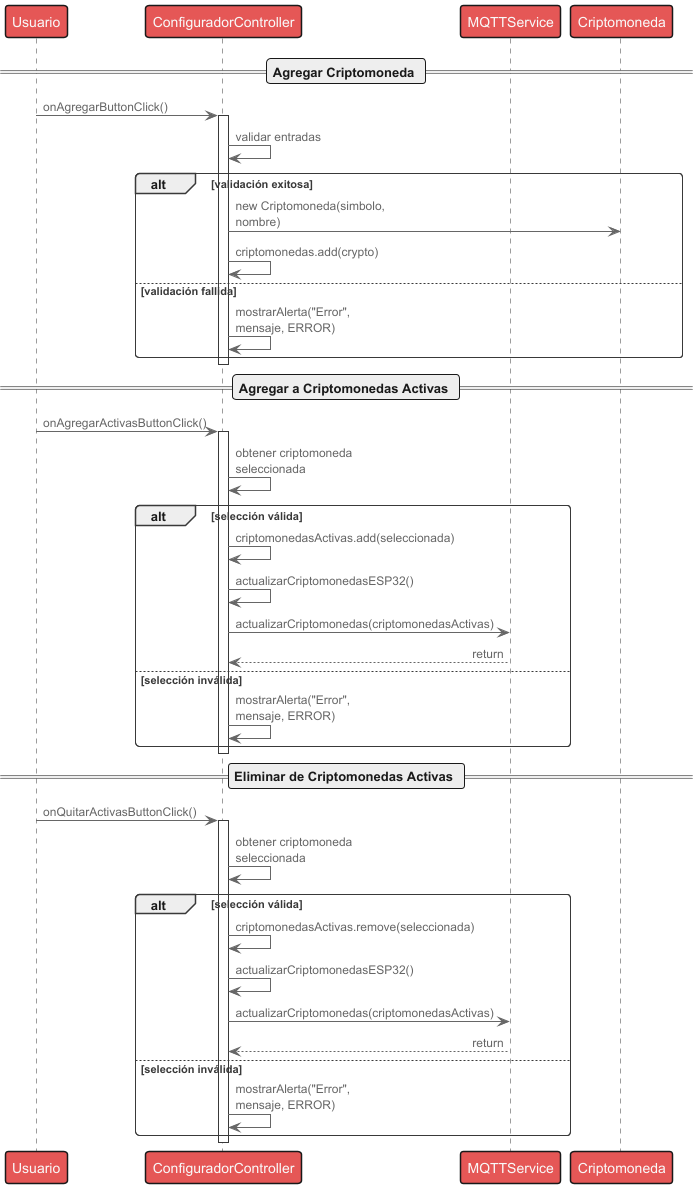 Usuario ConfiguradorController MQTTService Criptomoneda
Agregar Criptomoneda
onAgregarButtonClick()
validar entradas
alt [validación exitosa]
new Criptomoneda(simbolo,
nombre)
criptomonedas.add(crypto)
[validación fallida]
mostrarAlerta("Error",
mensaje, ERROR)
Agregar a Criptomonedas Activas
onAgregarActivasButtonClick()
obtener criptomoneda
seleccionada
alt [selección válida]
criptomonedasActivas.add(seleccionada)
actualizarCriptomonedasESP32()
actualizarCriptomonedas(criptomonedasActivas)
return
[selección inválida]
mostrarAlerta("Error",
mensaje, ERROR)
Eliminar de Criptomonedas Activas
onQuitarActivasButtonClick()
obtener criptomoneda
seleccionada
alt [selección válida]
criptomonedasActivas.remove(seleccionada)
actualizarCriptomonedasESP32()
actualizarCriptomonedas(criptomonedasActivas)
return
[selección inválida]
mostrarAlerta("Error",
mensaje, ERROR)
Usuario ConfiguradorController MQTTService Criptomoneda